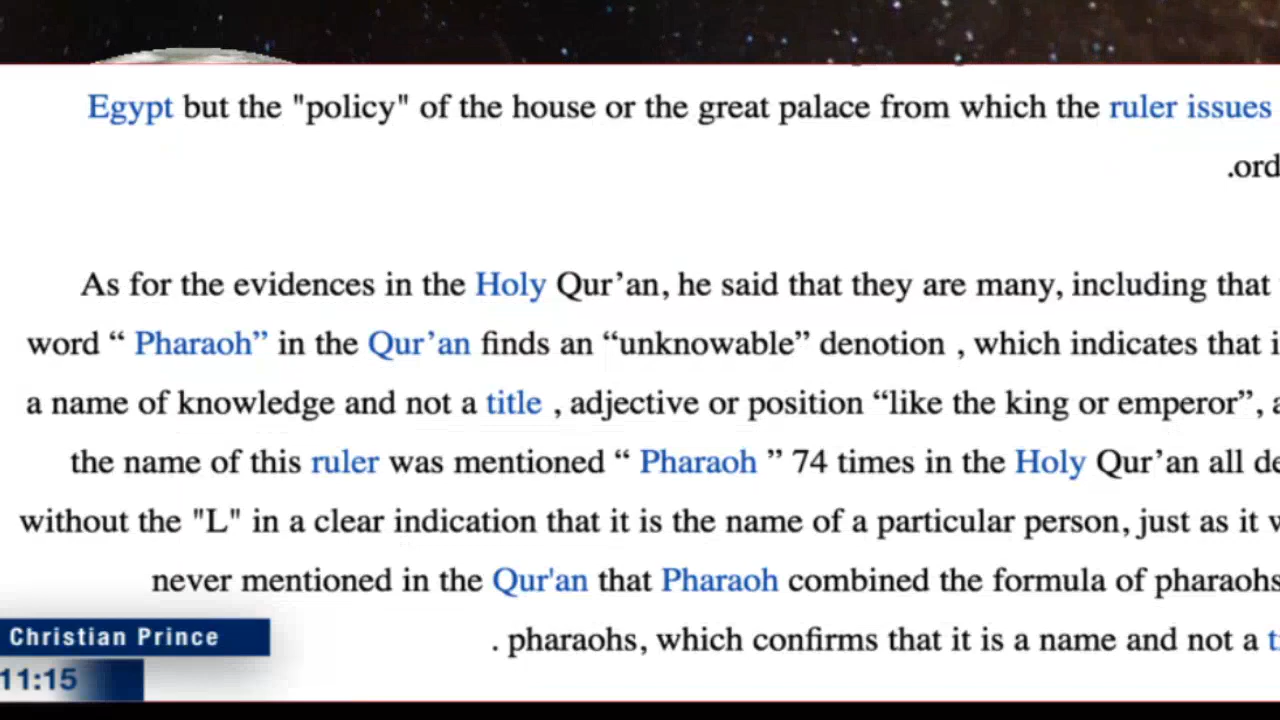 Egypt but the "policy" of the house or the great palace from which the ruler issues
.ord
As for the evidences in the Holy Qur’an, he said that they are many, including that
word “ Pharaoh” in the Qur’an finds an “unknowable” denotion , which indicates that i
a name of knowledge and not a title , adjective or position “like the king or emperor”, a
the name of this ruler was mentioned “ Pharaoh ” 74 times in the Holy Qur’an all de
without the "L" in a clear indication that it is the name of a particular person, just as it w
never mentioned in the Qur'an that Pharaoh combined the formula of pharaohs
. pharaohs, which confirms that it is a name and not a t
Christian Prince
11:15